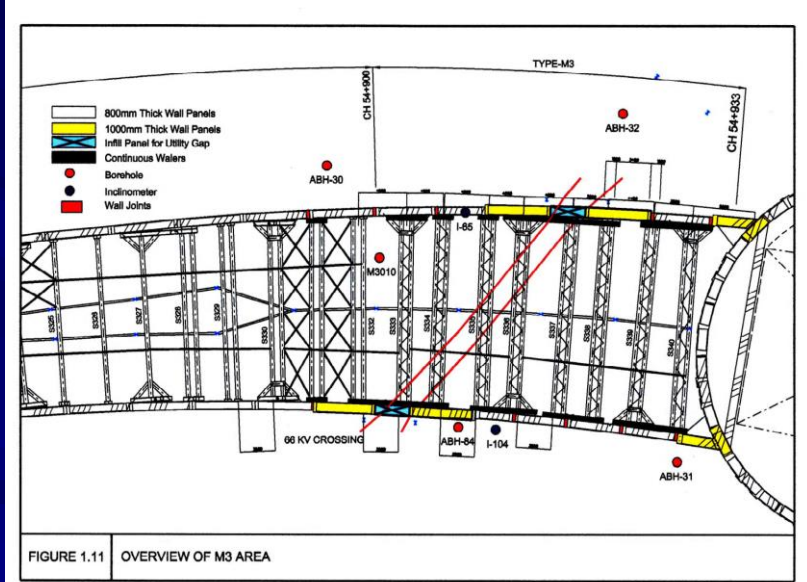 TYPE-M3
CH 54+900
CH 54+933
800mm Thick Wall Panels
1000mm Thick Wall Panels
Infill Panel for Utility Gap
Continuous Walers
Borehole
Inclinometer
Wall Joints
ABH-32
ABH-30
I-65
M3010
S325
S326
S327
S328
S329
S330
S332
S333
S334
S335
S336
S337
S338
S339
S340
66 KV CROSSING
ABH-84
I-104
ABH-31
FIGURE 1.11
OVERVIEW OF M3 AREA